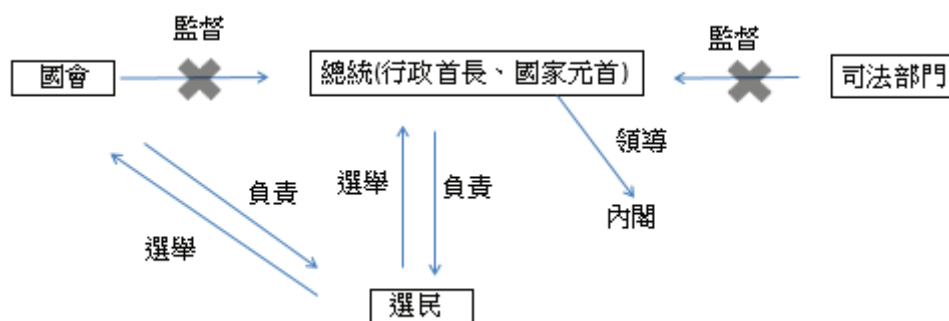 監督
監督
國會
總統(行政首長、國家元首)
司法部門
領導
負責
選舉
負責
內閣
選舉
選民